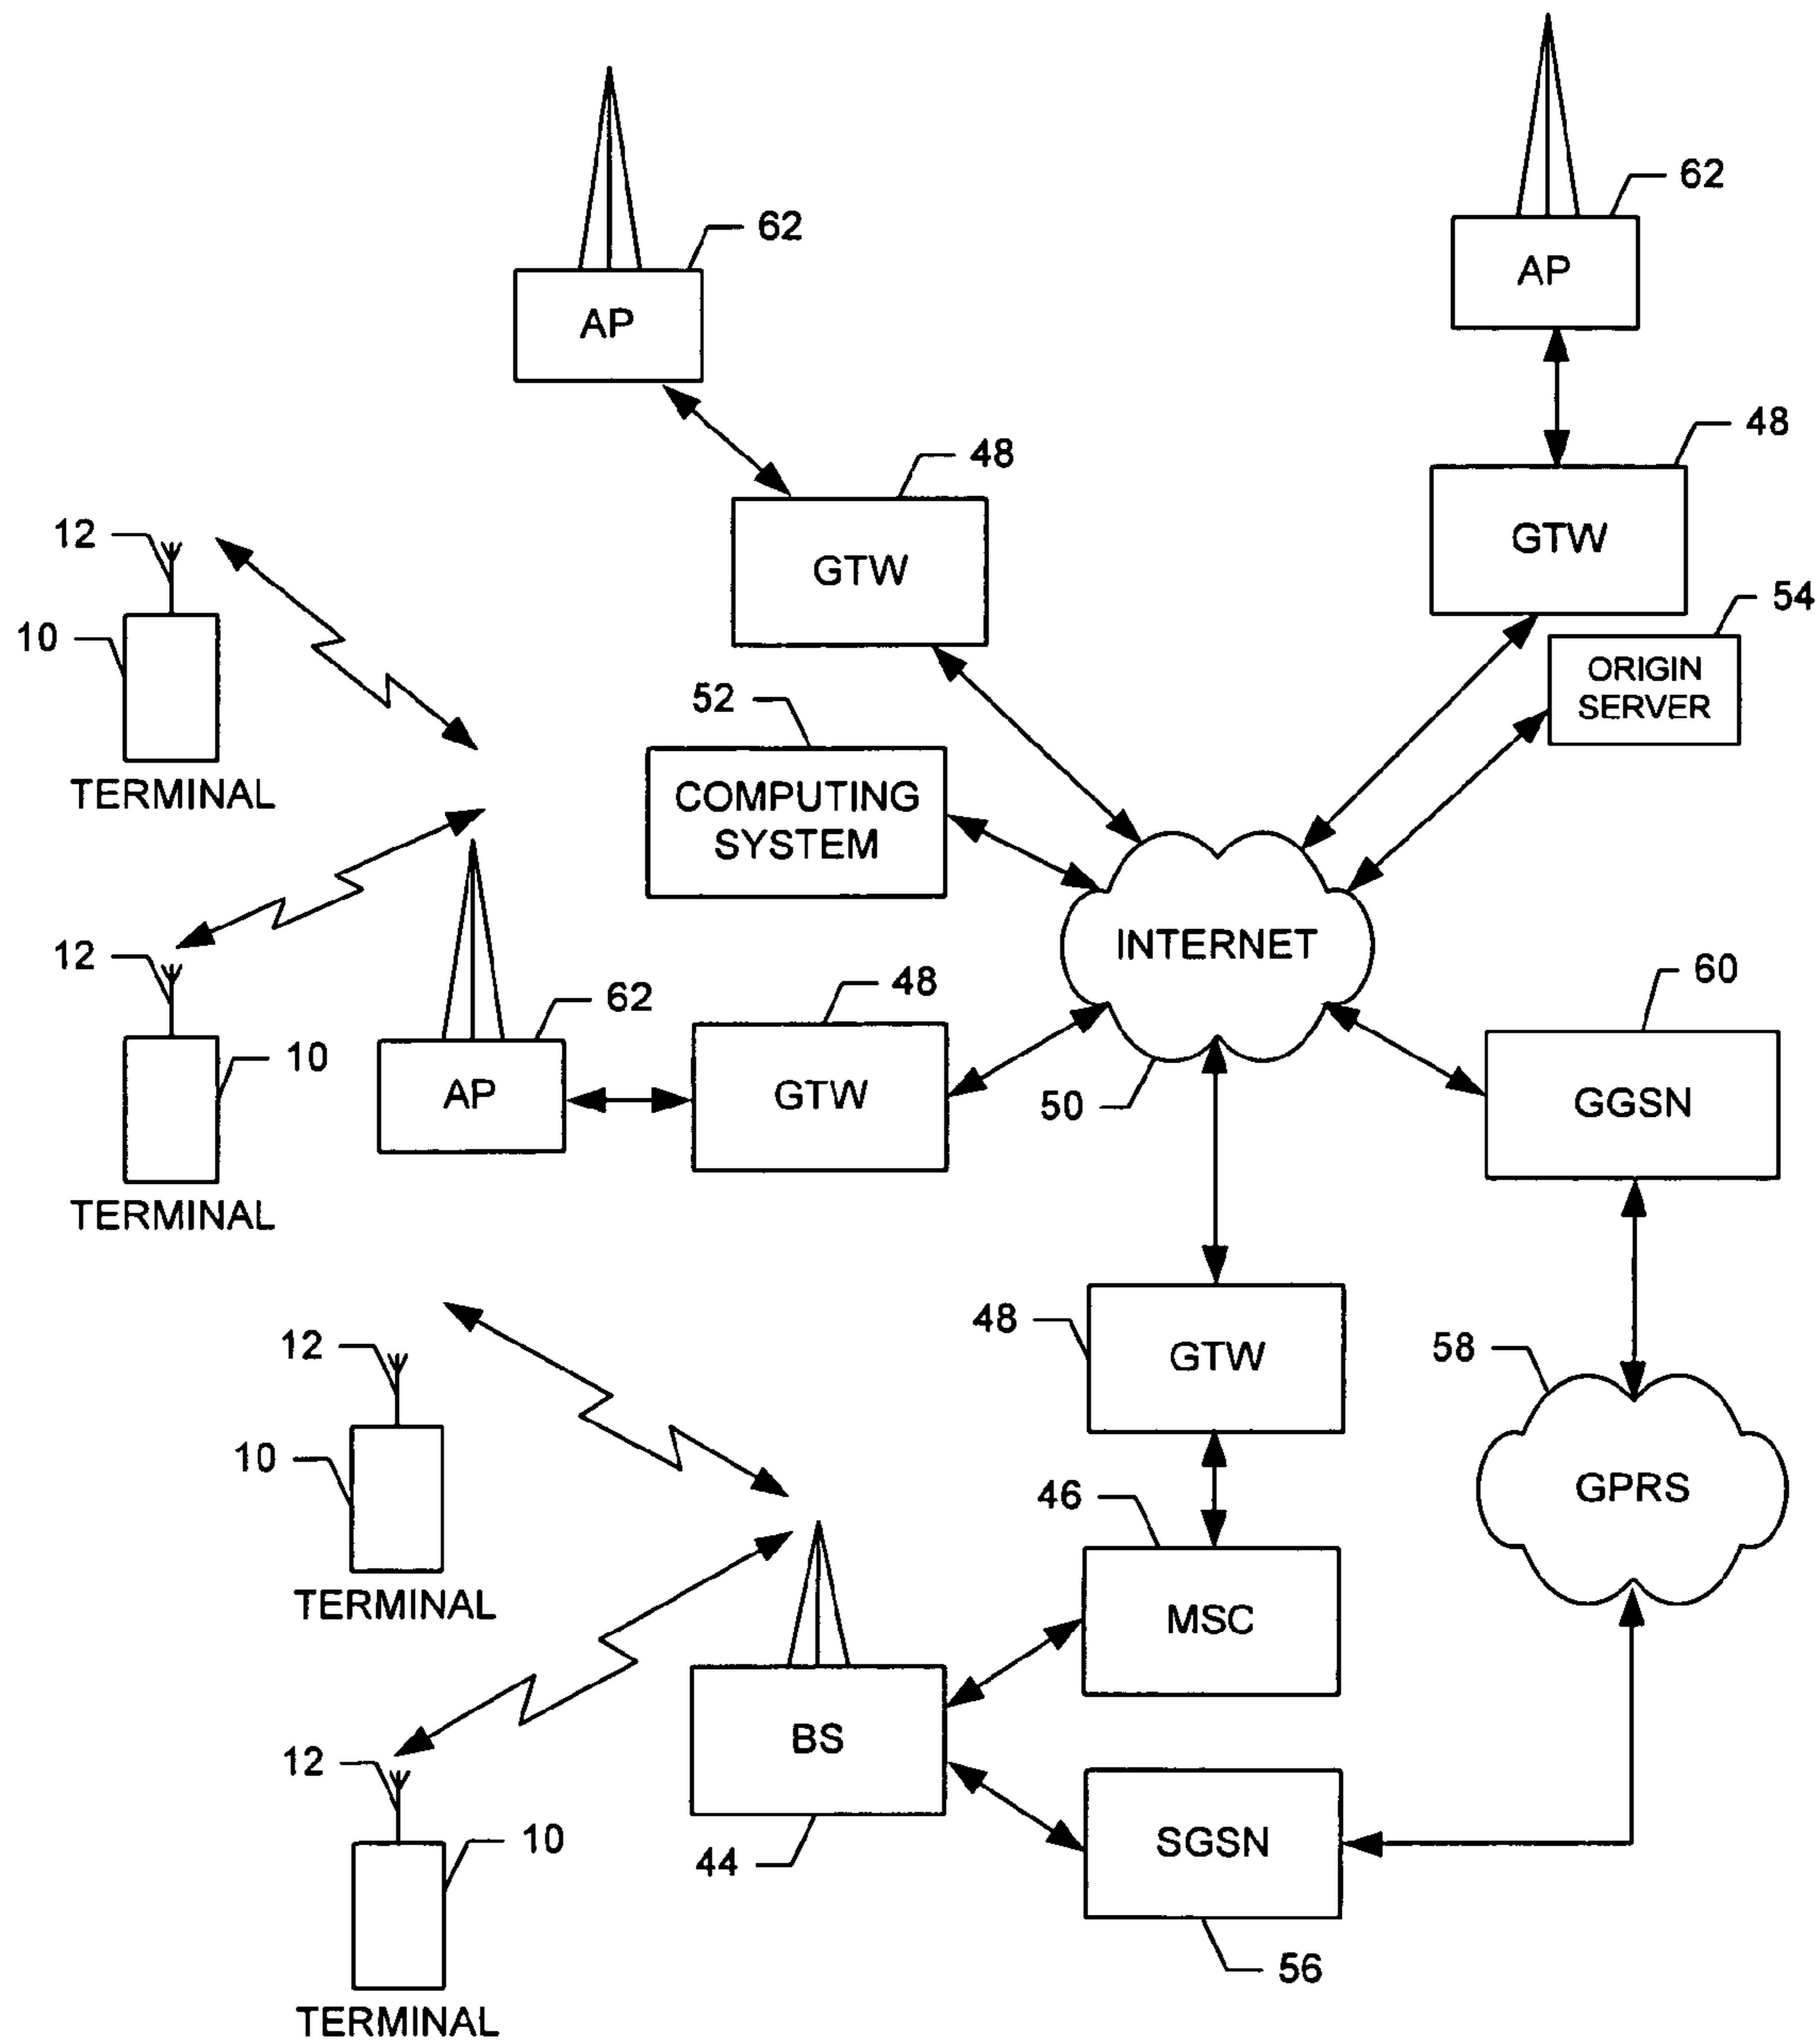 62
AP
62
AP
48
GTW
48
GTW
12
10
TERMINAL
54
ORIGIN
SERVER
52
COMPUTING
SYSTEM
INTERNET
50
12
10
TERMINAL
62
AP
48
GTW
60
GGSN
48
GTW
58
GPRS
12
10
TERMINAL
46
MSC
BS
44
SGSN
56
12
10
TERMINAL